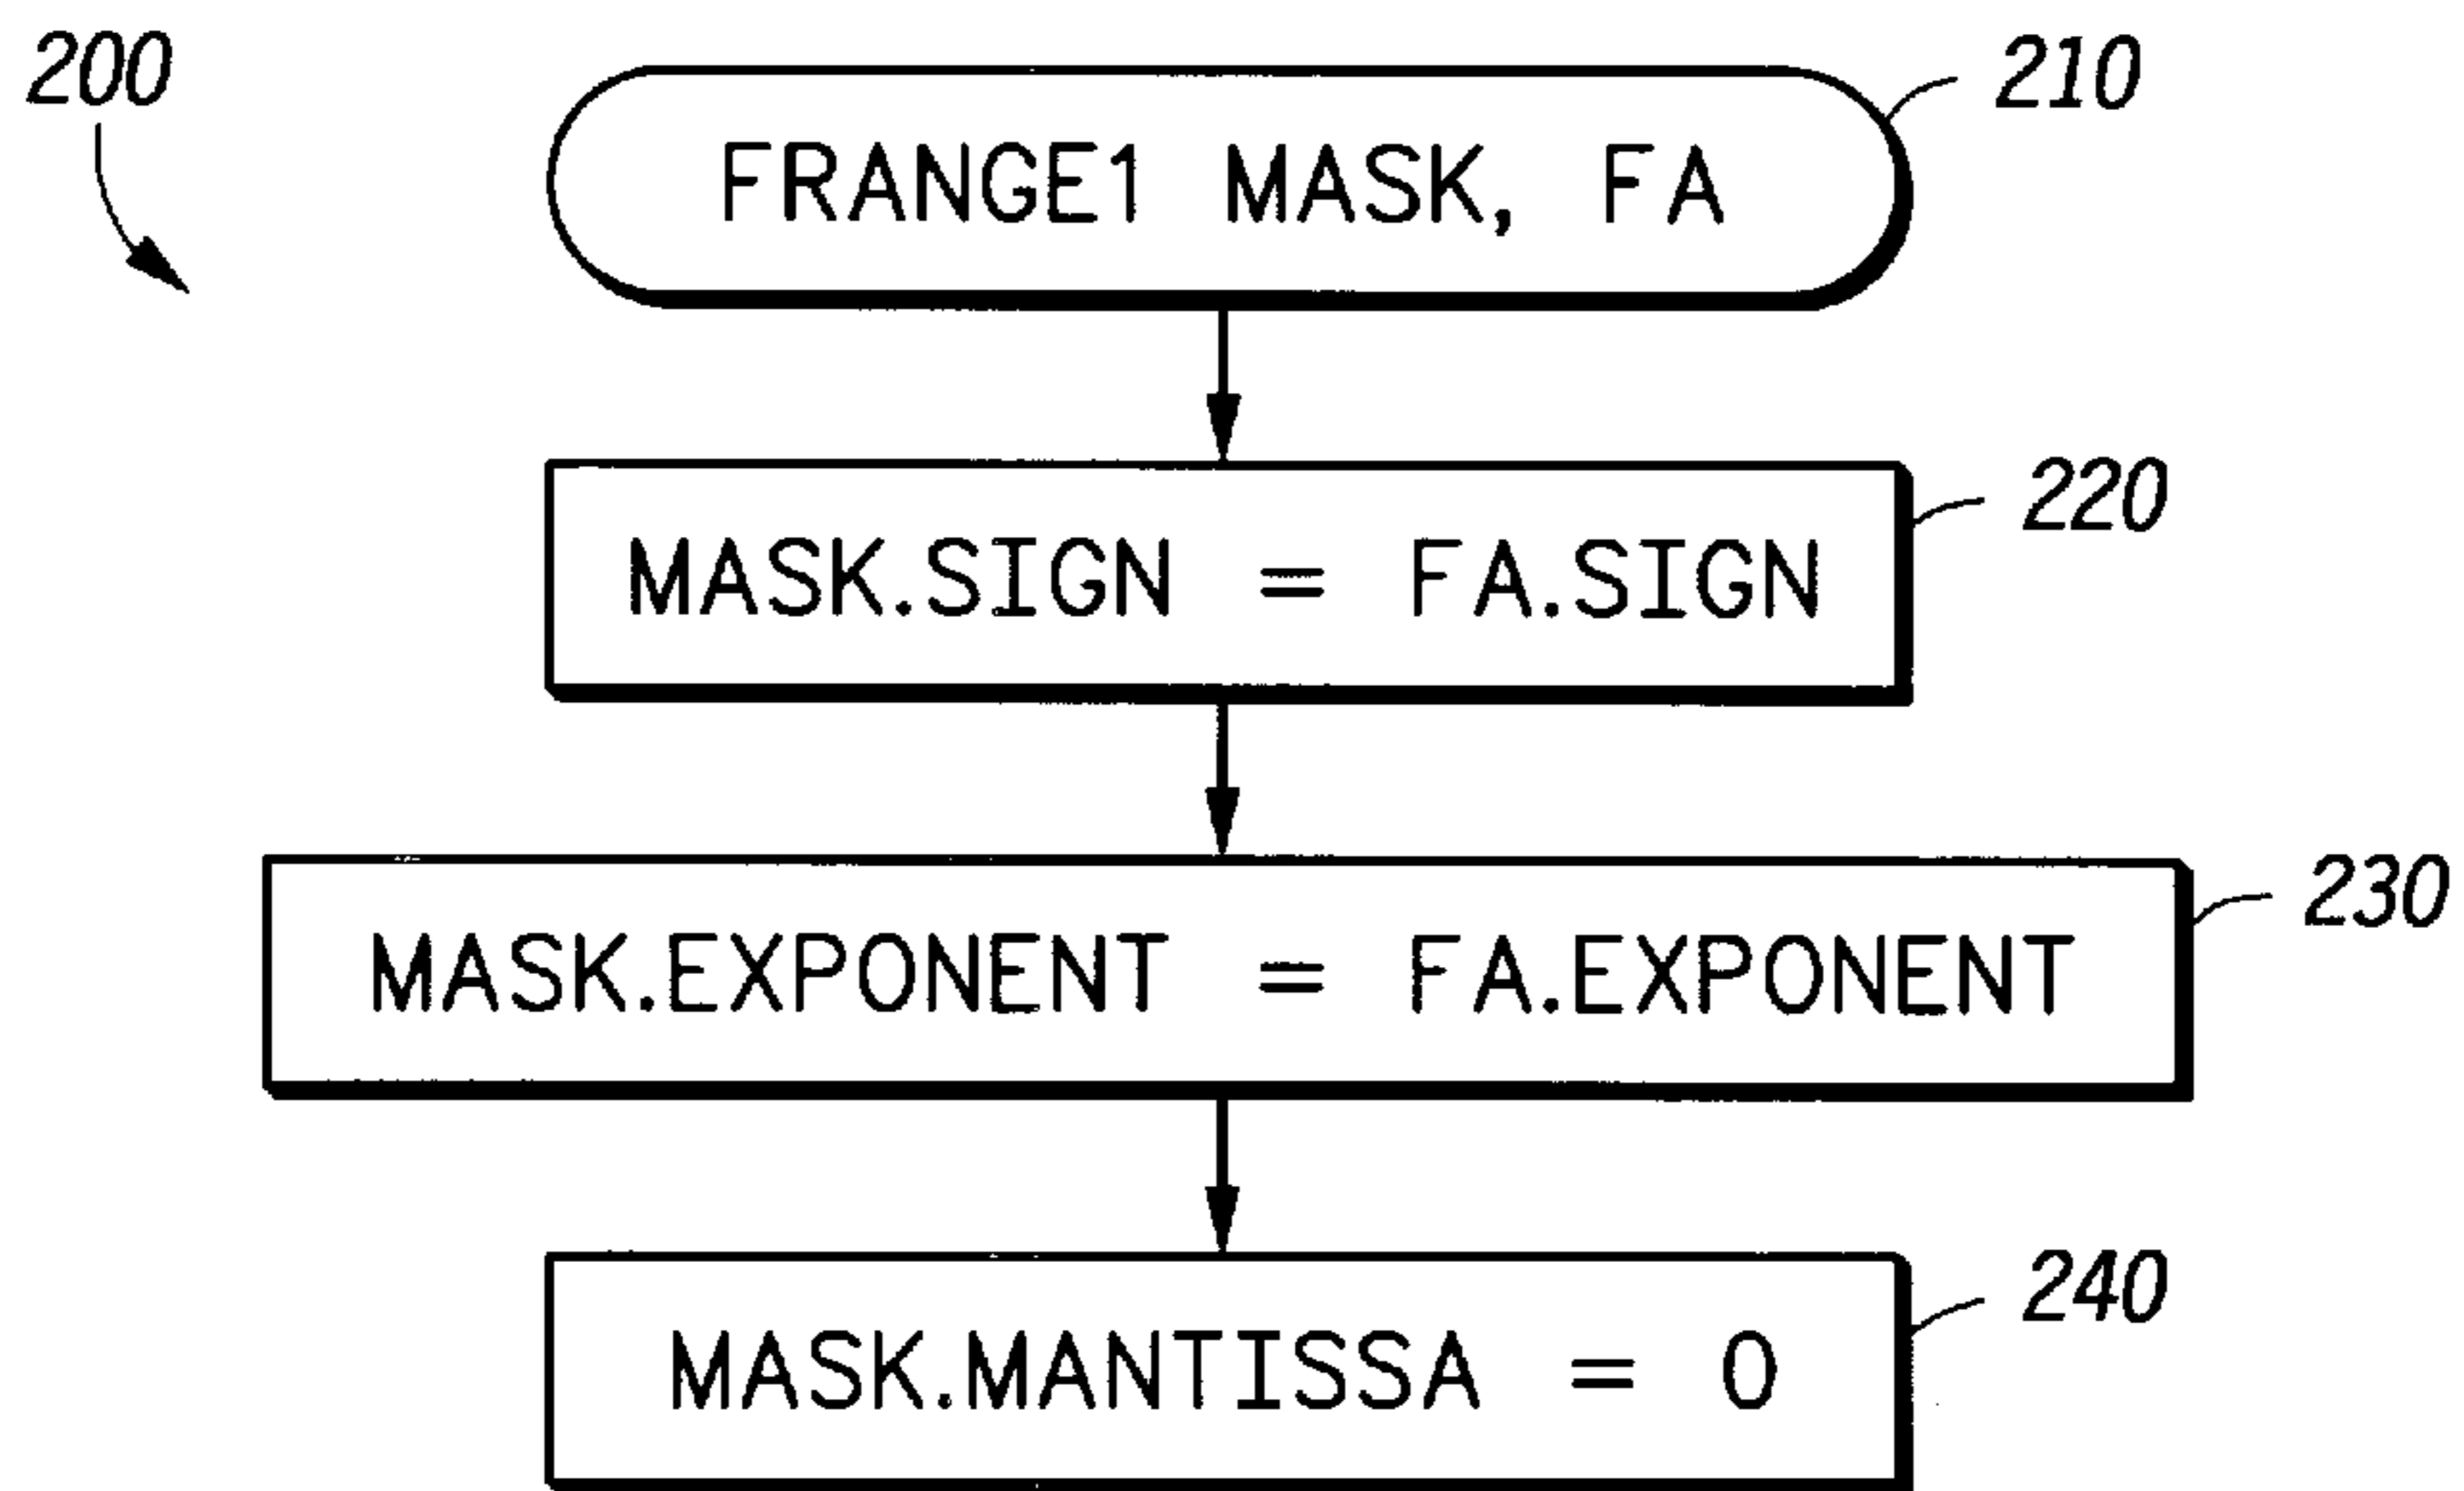 200
210
FRANGE1 MASK, FA
220
MASK.SIGN = FA.SIGN
230
MASK.EXPONENT = FA.EXPONENT
240
MASK.MANTISSA = 0